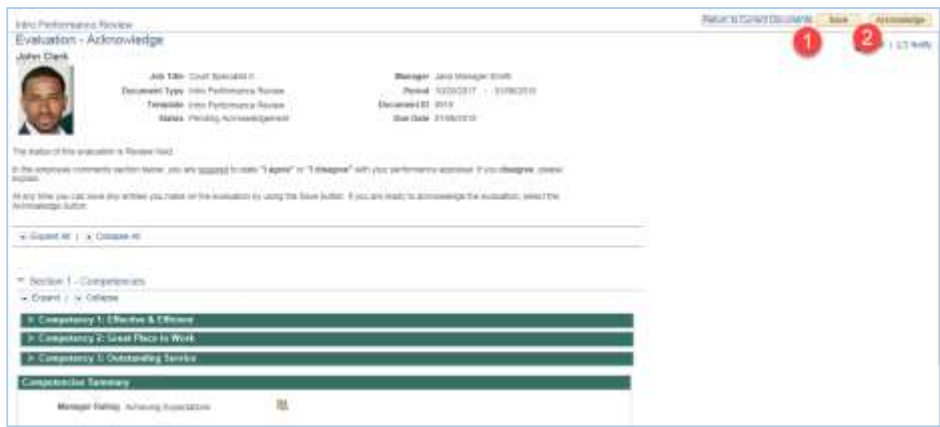 Intro Performance Review
Return to Current Documents Save Acknowledge
Evaluation - Acknowledge
1 2
| Notify
John Clark
Job Title Court Specialist II Manager Jana Manager Smith
Document Type Intro Performance Review Period
Template Intro Performance Review Document ID
Status Pending Acknowledgement Due Date
The status of this evaluation is Review Held.
In the employee comments section below, you are required to state "I agree" or "I disagree" with your performance appraisal. If you disagree, please
explain.
At any time you can save any entries you make on the evaluation by using the Save button. If you are ready to acknowledge the evaluation, select the
Acknowledge button.
Expand All | Collapse All
Section 1 - Competencies
Expand | Collapse
Competency 1: Effective & Efficient
Competency 2: Great Place to Work
Competency 3: Outstanding Service
Competencies Summary
Manager Rating Achieving Expectations